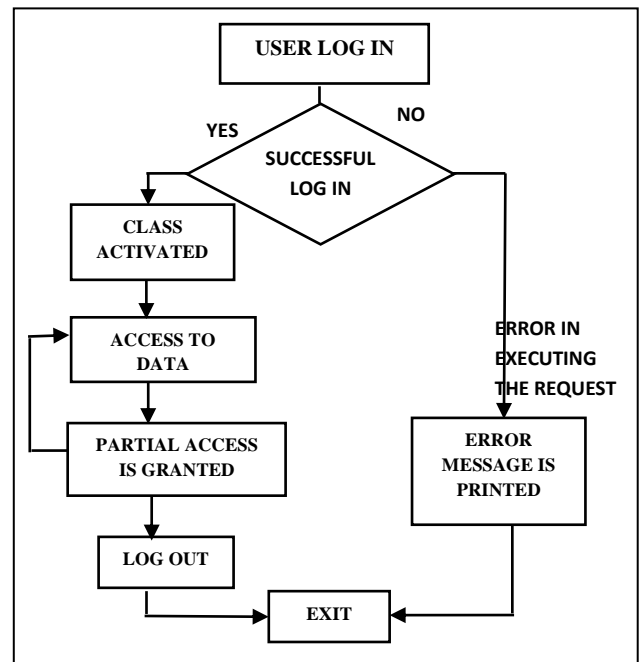 USER LOG IN
YES
NO
SUCCESSFUL
LOG IN
CLASS
ACTIVATED
ACCESS TO
DATA
ERROR IN
EXECUTING
THE REQUEST
PARTIAL ACCESS
IS GRANTED
ERROR
MESSAGE IS
PRINTED
LOG OUT
EXIT